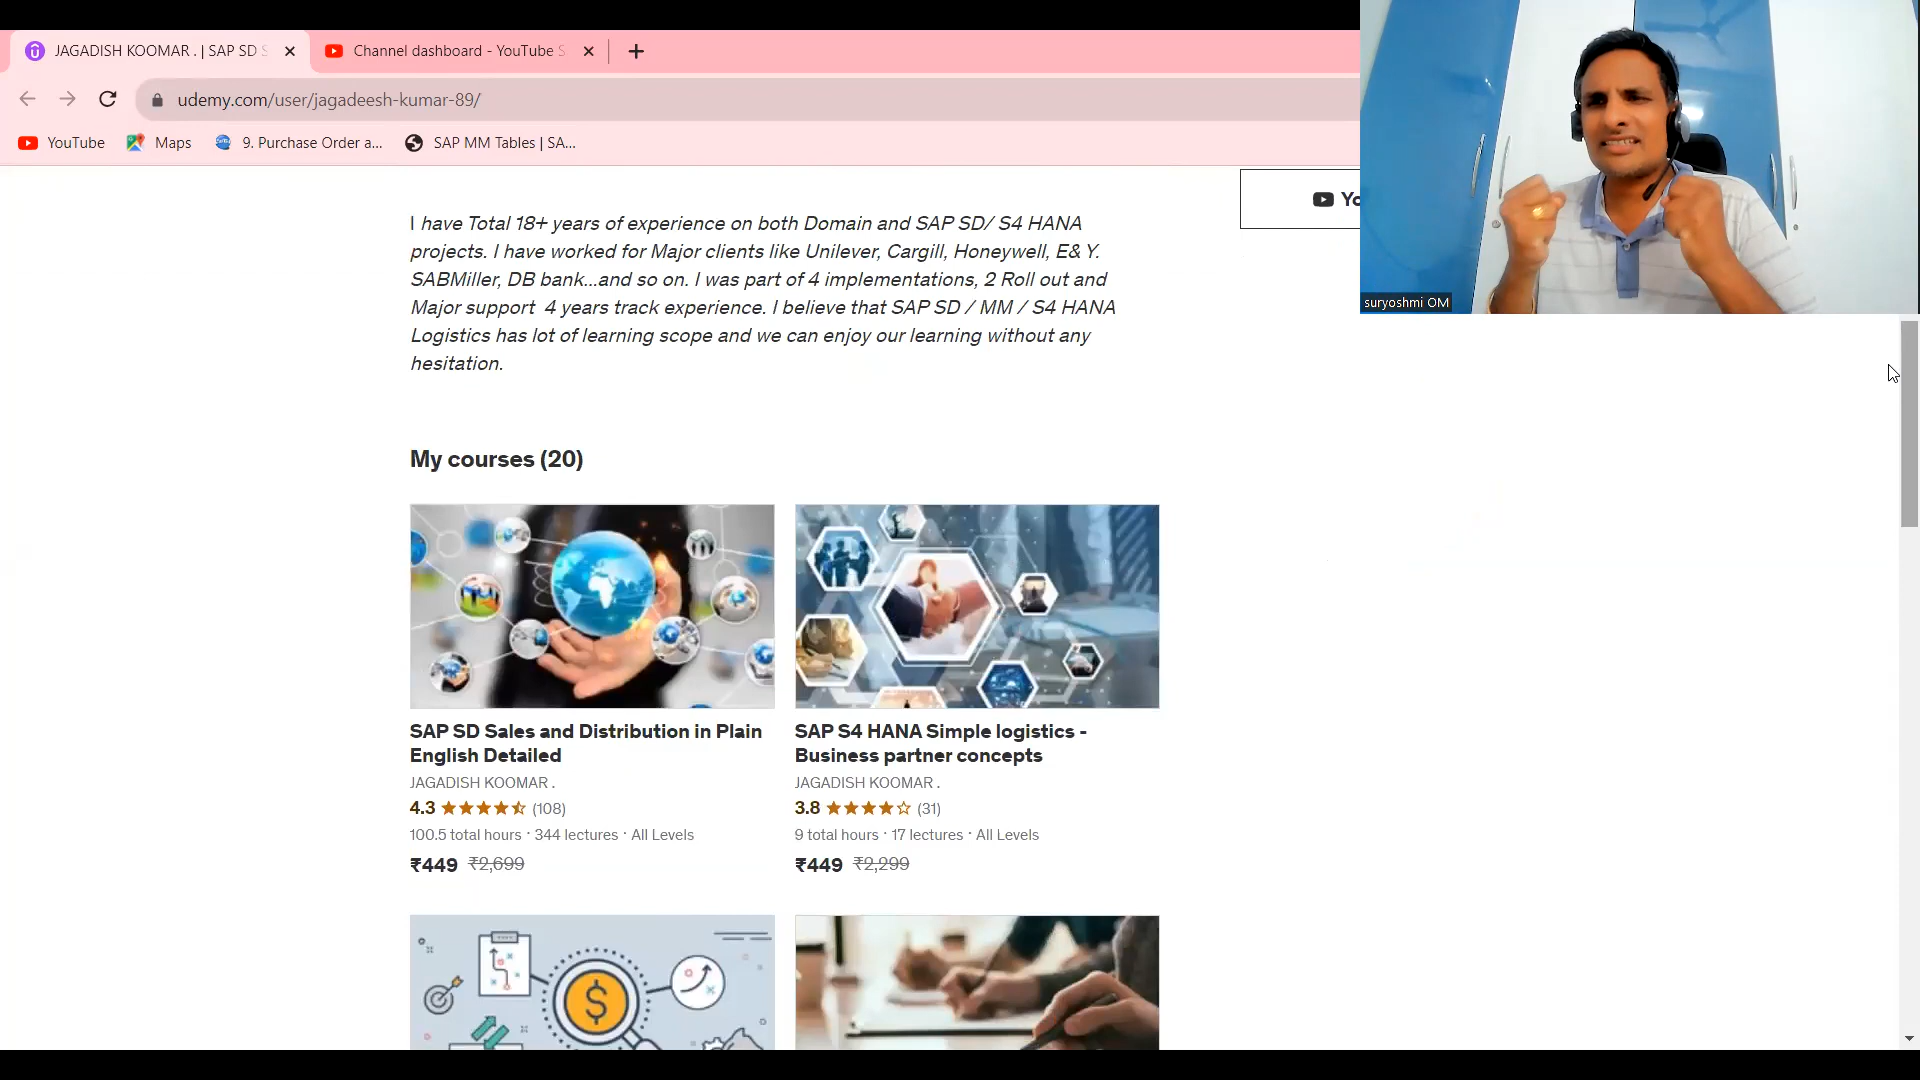 JAGADISH KOOMAR . | SAP SD S
Channel dashboard - YouTube S
udemy.com/user/jagadeesh-kumar-89/
YouTube
Maps
9. Purchase Order a...
SAP MM Tables | SA...
suryoshmi OM
I have Total 18+ years of experience on both Domain and SAP SD/ S4 HANA
projects. I have worked for Major clients like Unilever, Cargill, Honeywell, E& Y.
SABMiller, DB bank...and so on. I was part of 4 implementations, 2 Roll out and
Major support  4 years track experience. I believe that SAP SD / MM / S4 HANA
Logistics has lot of learning scope and we can enjoy our learning without any
hesitation.
My courses (20)
SAP SD Sales and Distribution in Plain
English Detailed
JAGADISH KOOMAR .
4.3 (108)
100.5 total hours · 344 lectures · All Levels
₹449 ₹2,699
SAP S4 HANA Simple logistics -
Business partner concepts
JAGADISH KOOMAR .
3.8 (31)
9 total hours · 17 lectures · All Levels
₹449 ₹2,299
$